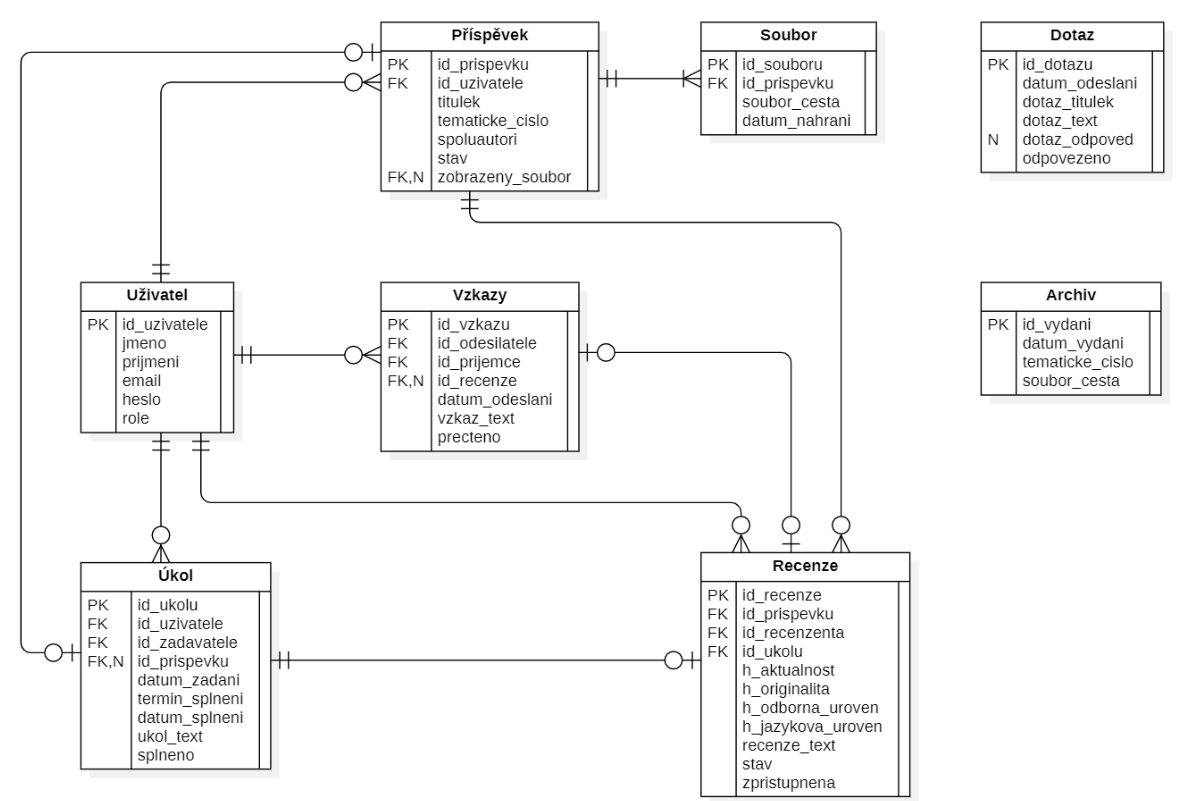 Příspěvek
PK id_prispevku
FK id_uzivatele
titulek
tematicke_cislo
spoluautori
stav
FK,N zobrazeny_soubor
Soubor
PK id_souboru
FK id_prispevku
soubor_cesta
datum_nahrani
Dotaz
PK id_dotazu
datum_odeslani
dotaz_titulek
dotaz_text
N dotaz_odpoved
odpovezeno
Uživatel
PK id_uzivatele
jmeno
prijmeni
email
heslo
role
Vzkazy
PK id_vzkazu
FK id_odesilatele
FK id_prijemce
FK,N id_recenze
datum_odeslani
vzkaz_text
precteno
Archiv
PK id_vydani
datum_vydani
tematicke_cislo
soubor_cesta
Úkol
PK id_ukolu
FK id_uzivatele
FK id_zadavatele
FK,N id_prispevku
datum_zadani
termin_splneni
datum_splneni
ukol_text
splneno
Recenze
PK id_recenze
FK id_prispevku
FK id_recenzenta
FK id_ukolu
h_aktualnost
h_originalita
h_odborna_uroven
h_jazykova_uroven
recenze_text
stav
zpristupnena